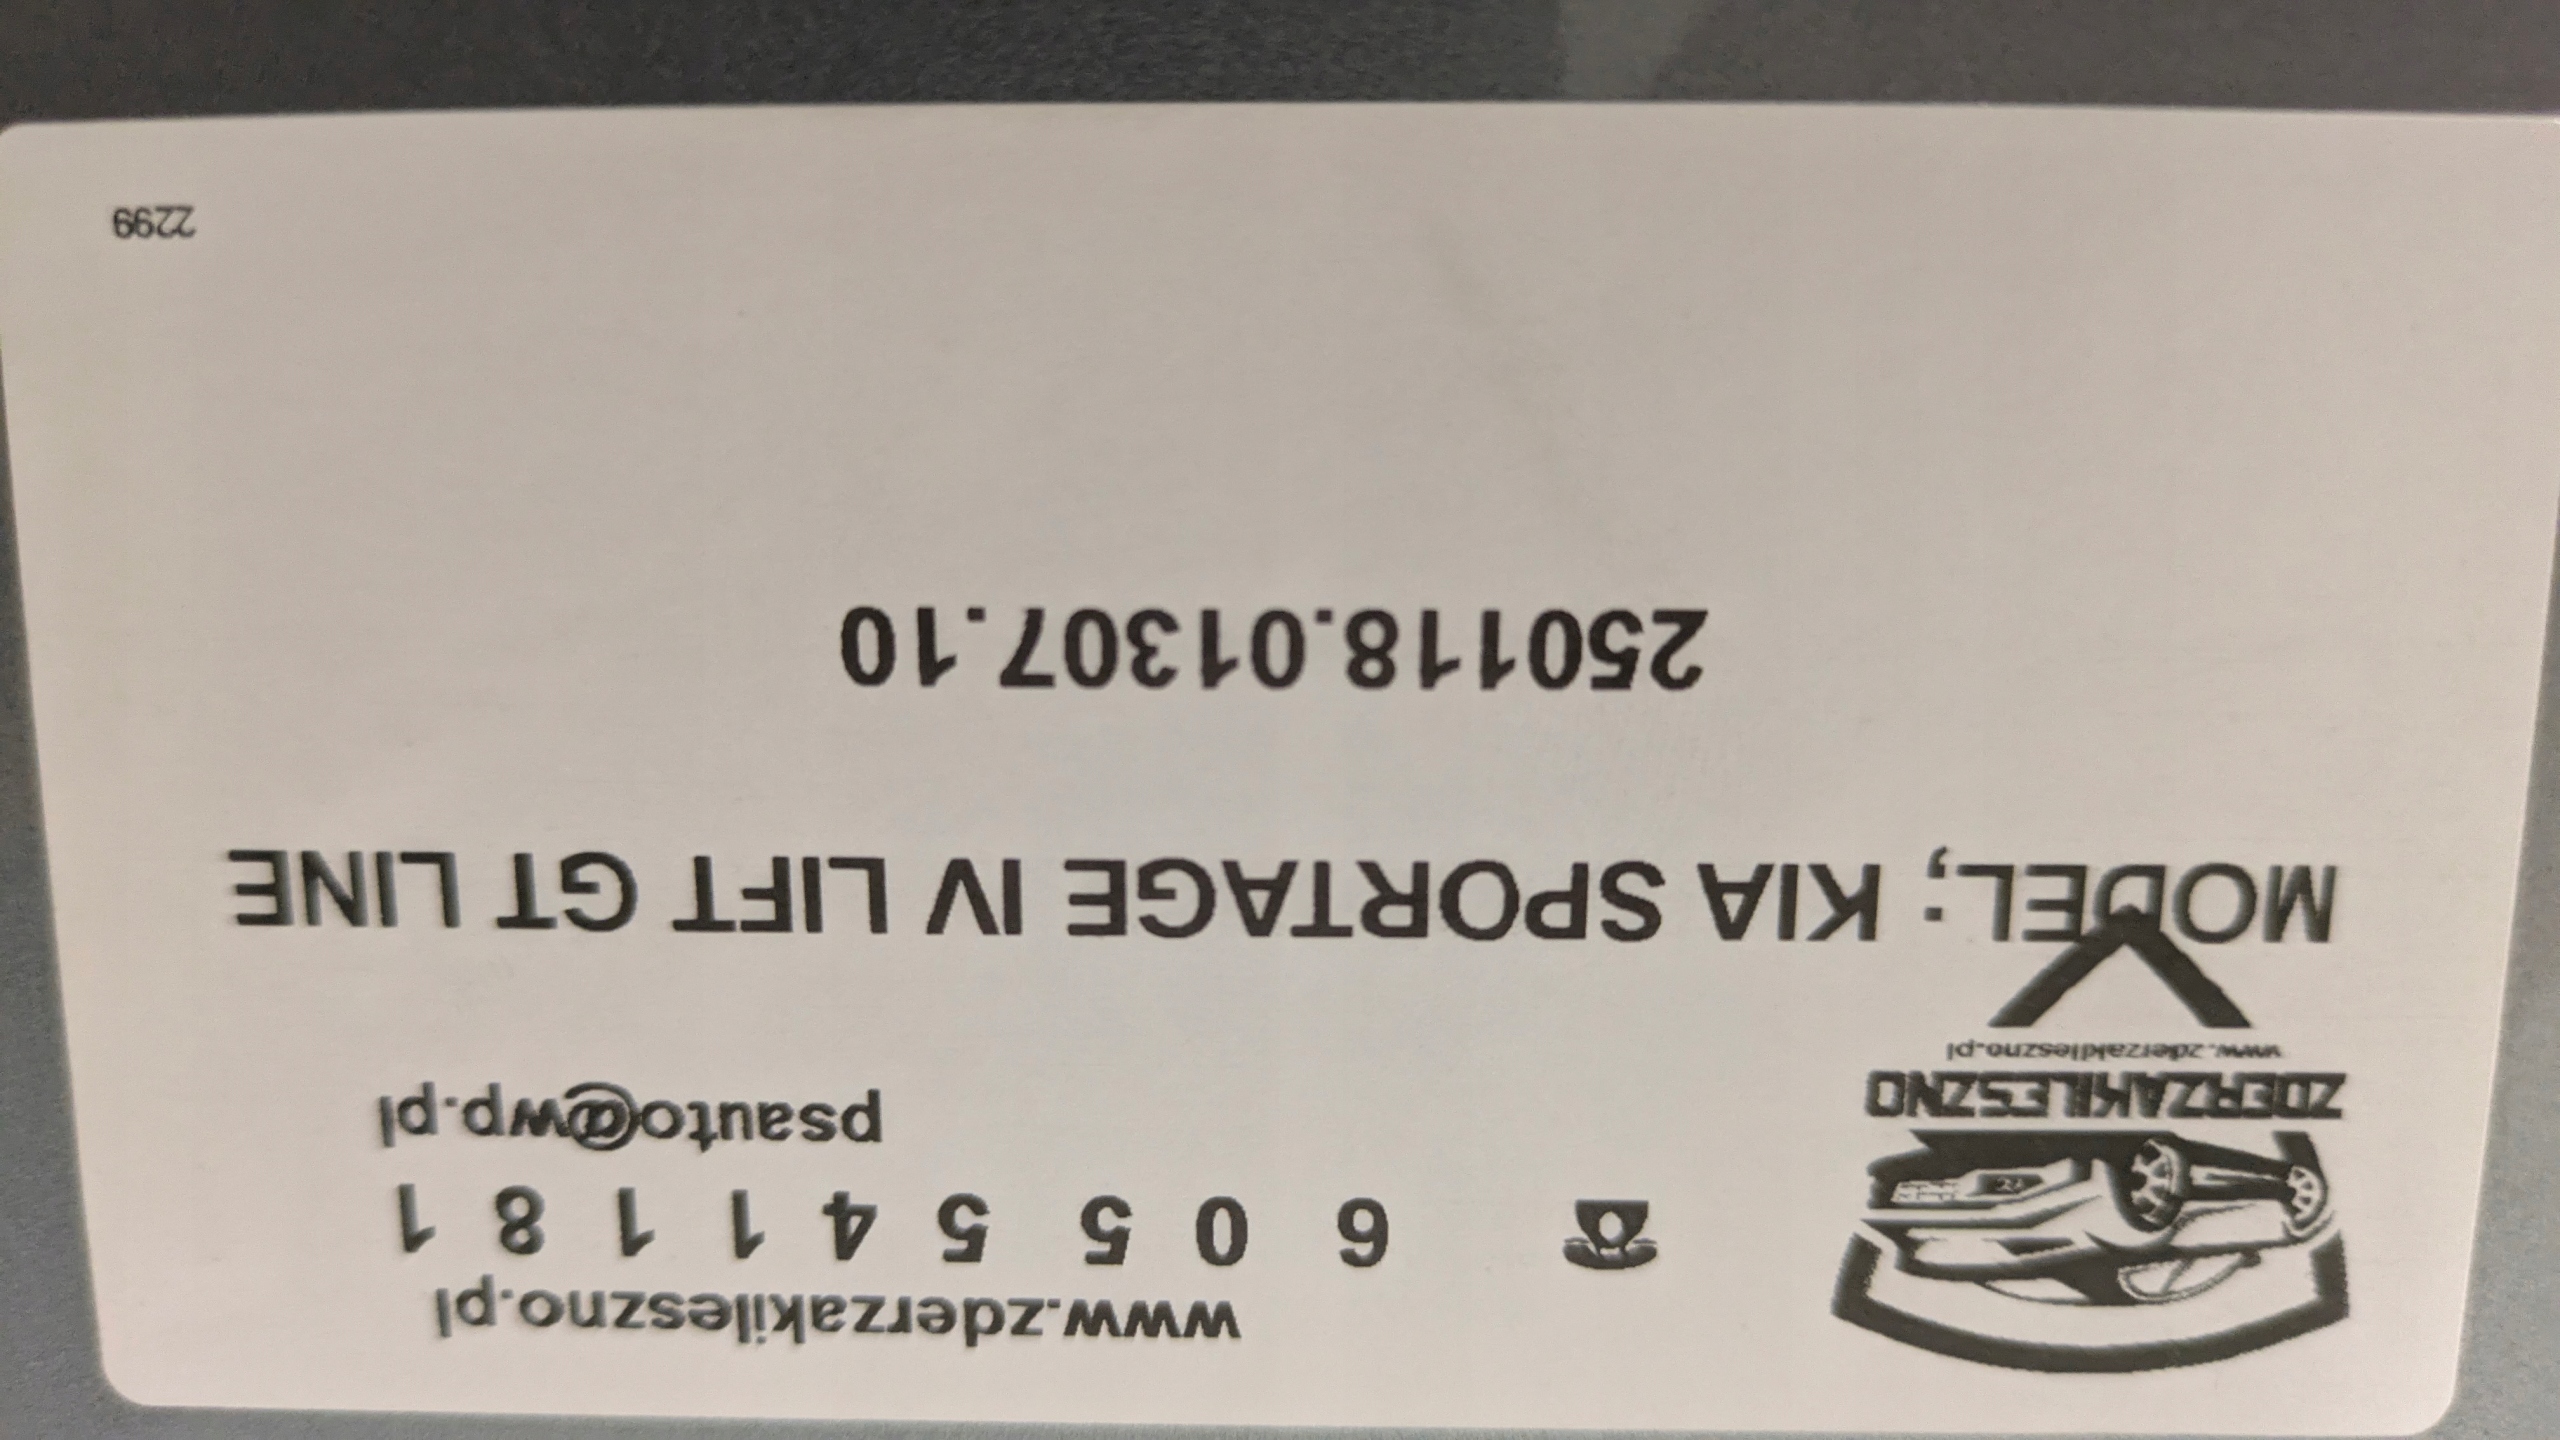 www.zderzakileszno.pl
☎ 6 0 5 5 4 1 1 8 1
psauto@wp.pl
ZDERZAKILESZNO
www.zderzakileszno.pl
MODEL; KIA SPORTAGE IV LIFT GT LINE
250118.01307.10
2299